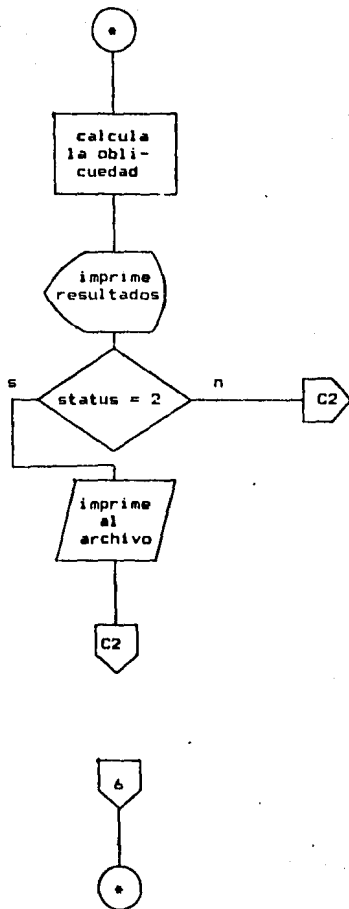 *
calcula
la obli-
cuedad
imprime
resultados
s
n
status = 2
C2
imprime
al
archivo
C2
6
*